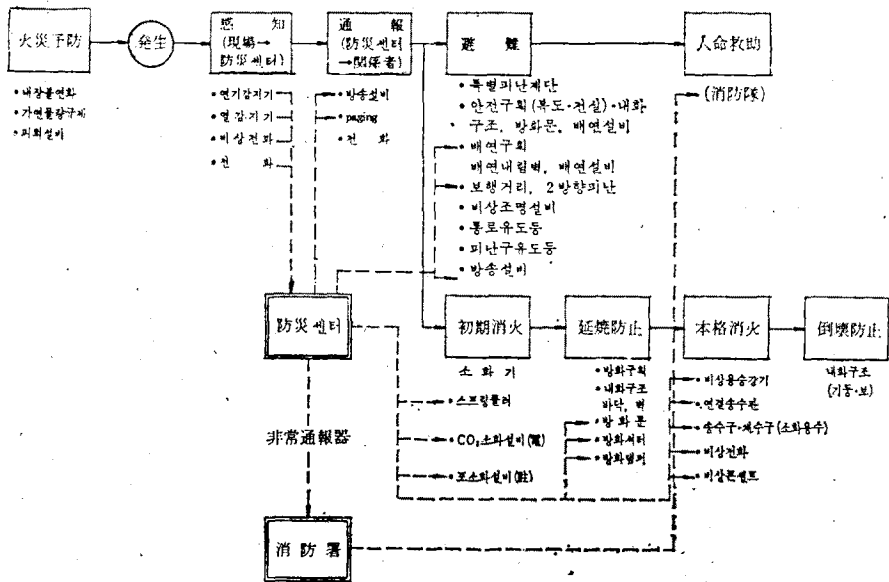 火災予防
発生
感知
(現場→
防災센터)
通報
(防災센터
→関係者)
避難
人命救助
(消防隊)
• 내장불연화
• 가연물량규제
• 피뢰설비
• 연기감지기
• 열감지기
• 비상전화
• 전화
• 방송설비
• paging
전화
• 특별피난계단
• 안전구획(복도·전실)·내화
구조, 방화문, 배연설비
• 배연구획
배연내림벽, 배연설비
• 보행거리, 2방향피난
• 비상조명설비
• 통로유도등
• 피난구유도등
• 방송설비
防災센터
初期消火
延焼防止
本格消火
倒壊防止
소화기
• 스프링클러
• CO₂소화설비(電)
• 포소화설비(駐)
• 방화구획
• 내화구조
바닥, 벽
• 방화문
• 방화셔터
• 방화댐퍼
• 비상용승강기
• 연결송수관
• 송수구·채수구(소화용수)
• 비상전화
• 비상콘센트
내화구조
(기둥·보)
非常通報器
消防署